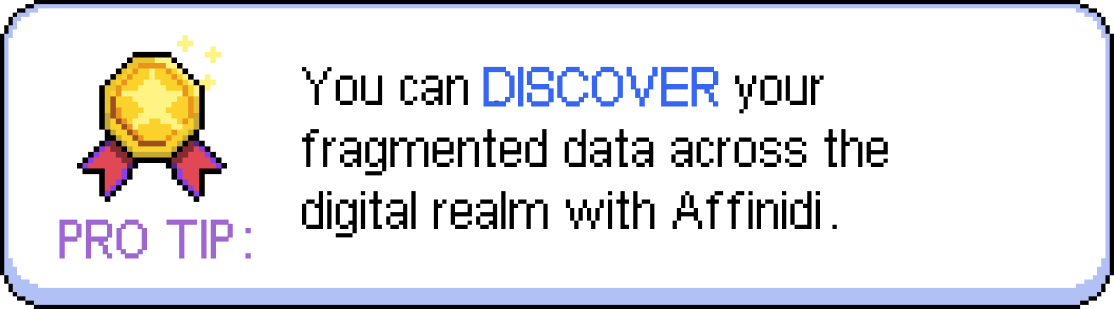 You can DISCOVER your
fragmented data across the
digital realm with Affinidi.
PRO TIP: